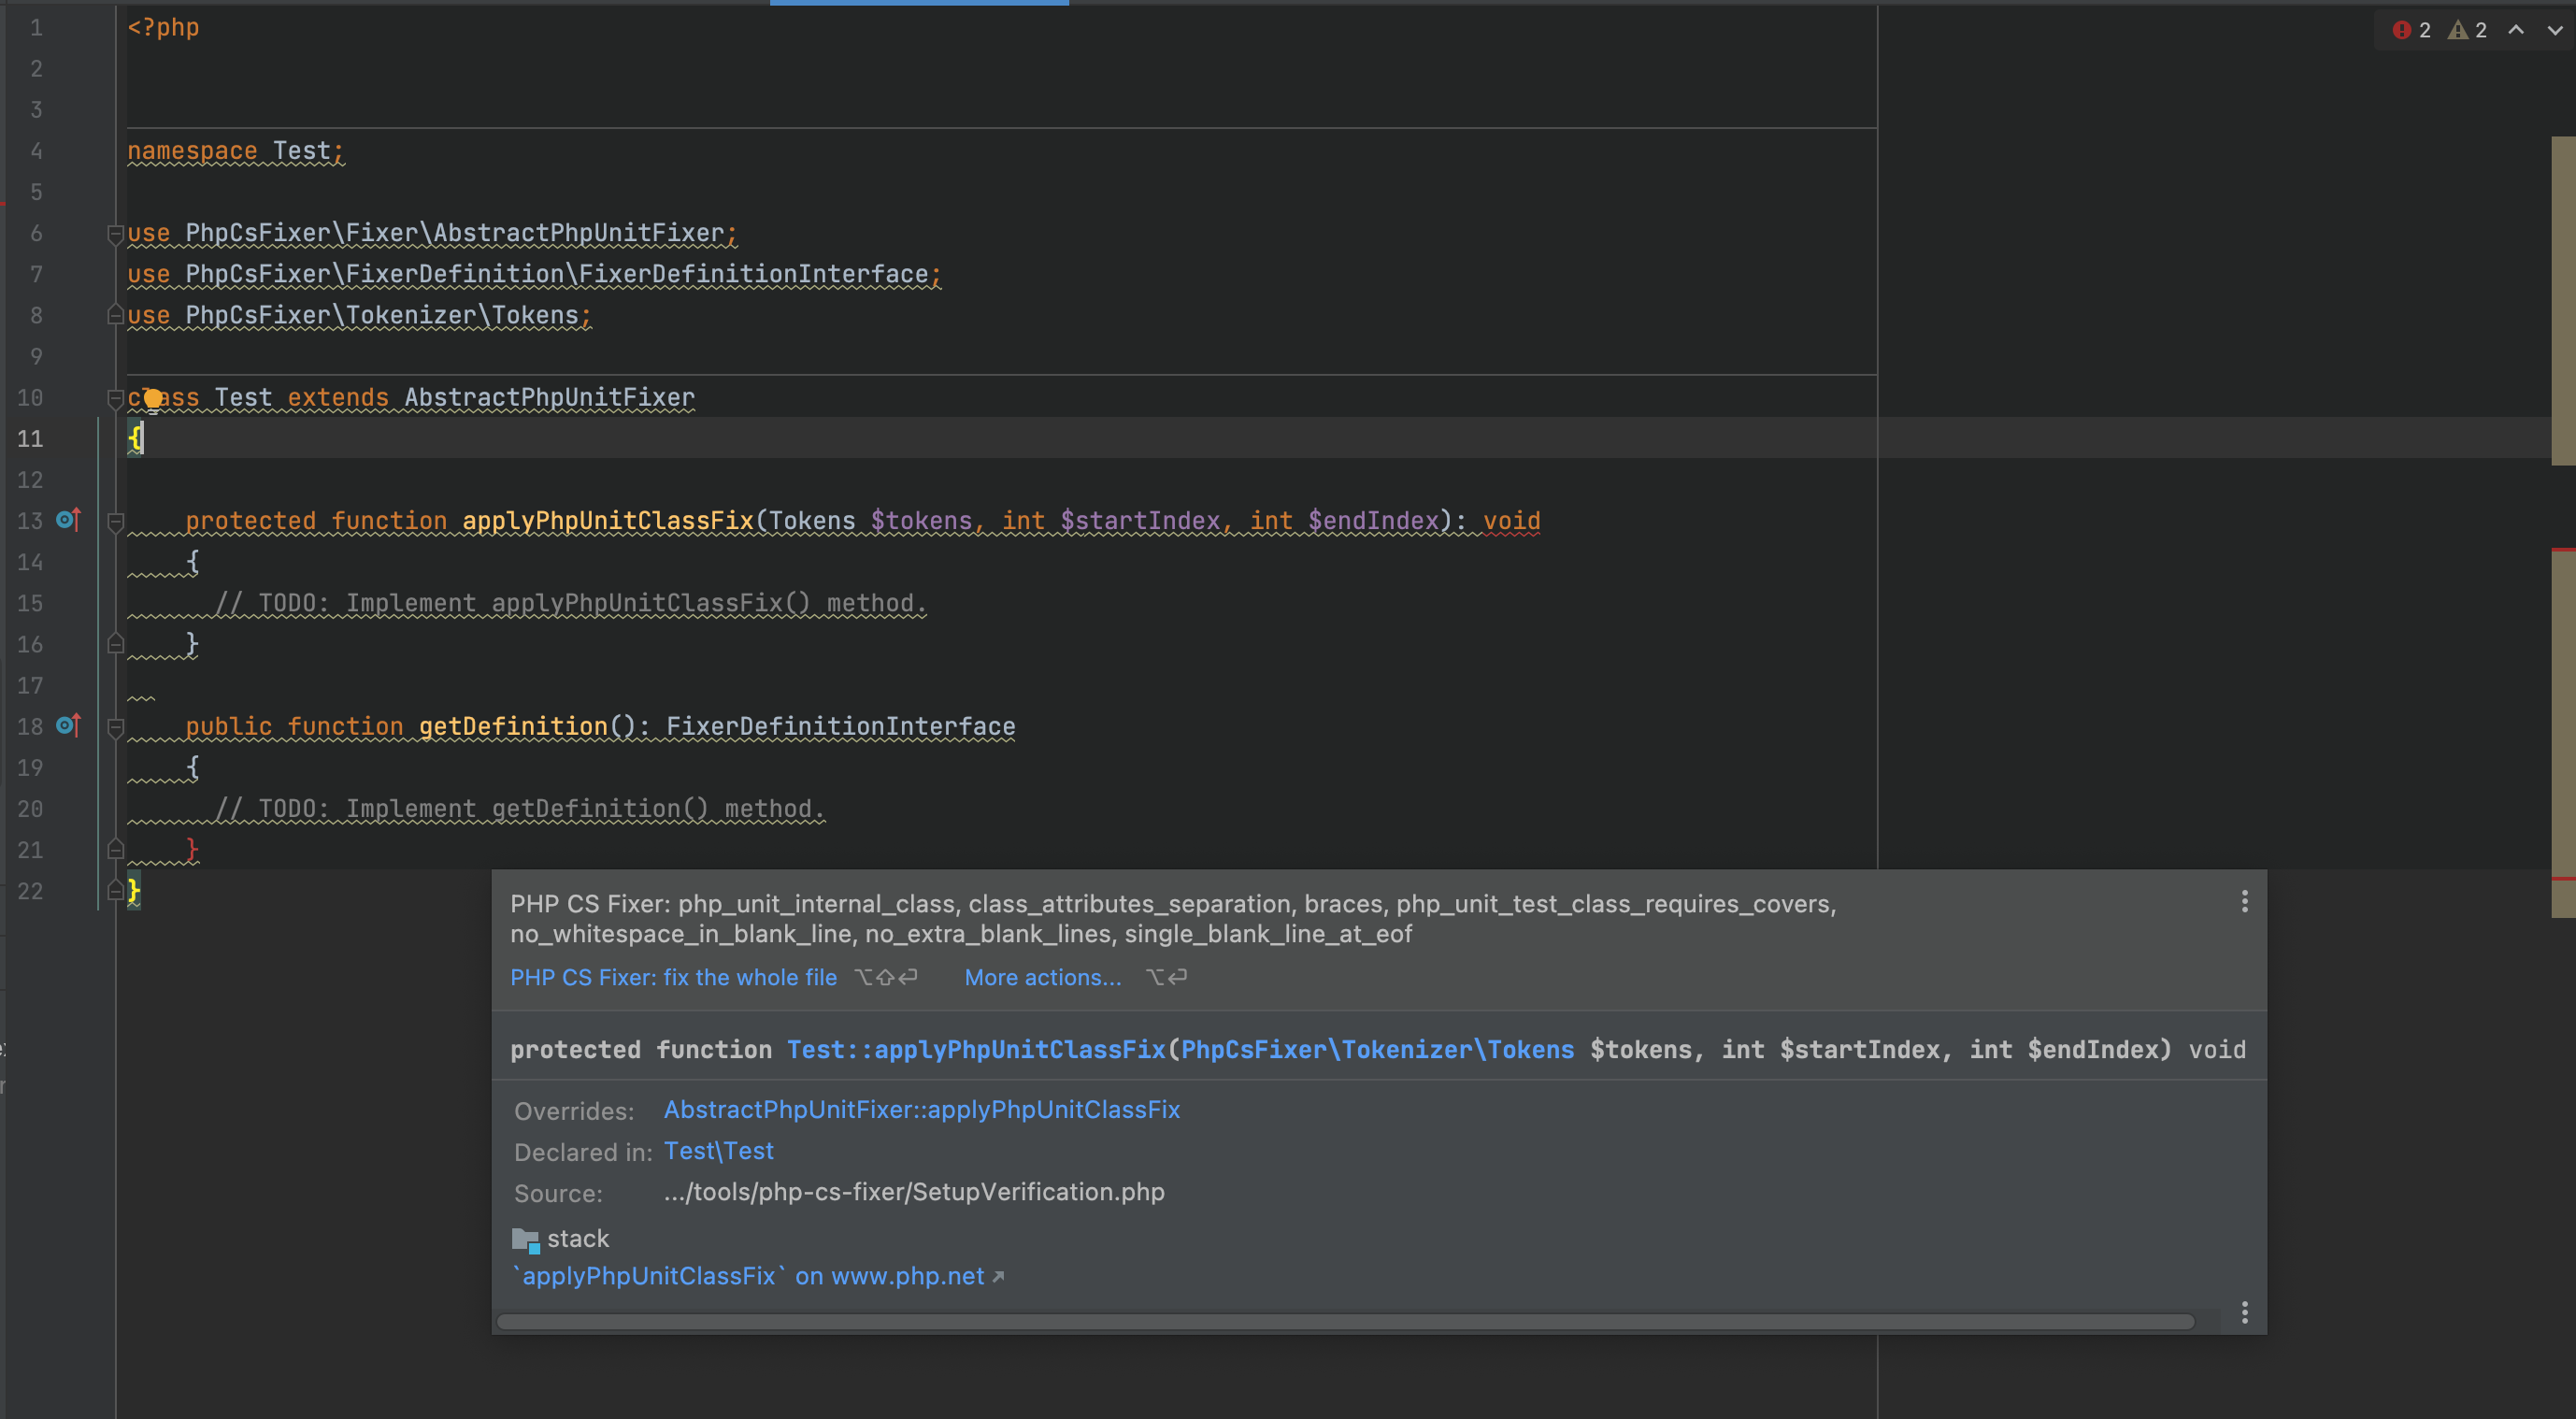 2 2
1 <?php
2
3
4 namespace Test;
5
6 use PhpCsFixer\Fixer\AbstractPhpUnitFixer;
7 use PhpCsFixer\FixerDefinition\FixerDefinitionInterface;
8 use PhpCsFixer\Tokenizer\Tokens;
9
10 class Test extends AbstractPhpUnitFixer
11 {
12
13     protected function applyPhpUnitClassFix(Tokens $tokens, int $startIndex, int $endIndex): void
14     {
15       // TODO: Implement applyPhpUnitClassFix() method.
16     }
17
18     public function getDefinition(): FixerDefinitionInterface
19     {
20       // TODO: Implement getDefinition() method.
21     }
22 }
PHP CS Fixer: php_unit_internal_class, class_attributes_separation, braces, php_unit_test_class_requires_covers,
no_whitespace_in_blank_line, no_extra_blank_lines, single_blank_line_at_eof
PHP CS Fixer: fix the whole file ⌥⇧⏎ More actions... ⌥⏎
protected function Test::applyPhpUnitClassFix(PhpCsFixer\Tokenizer\Tokens $tokens, int $startIndex, int $endIndex) void
Overrides: AbstractPhpUnitFixer::applyPhpUnitClassFix
Declared in: Test\Test
Source: .../tools/php-cs-fixer/SetupVerification.php
stack
`applyPhpUnitClassFix` on www.php.net